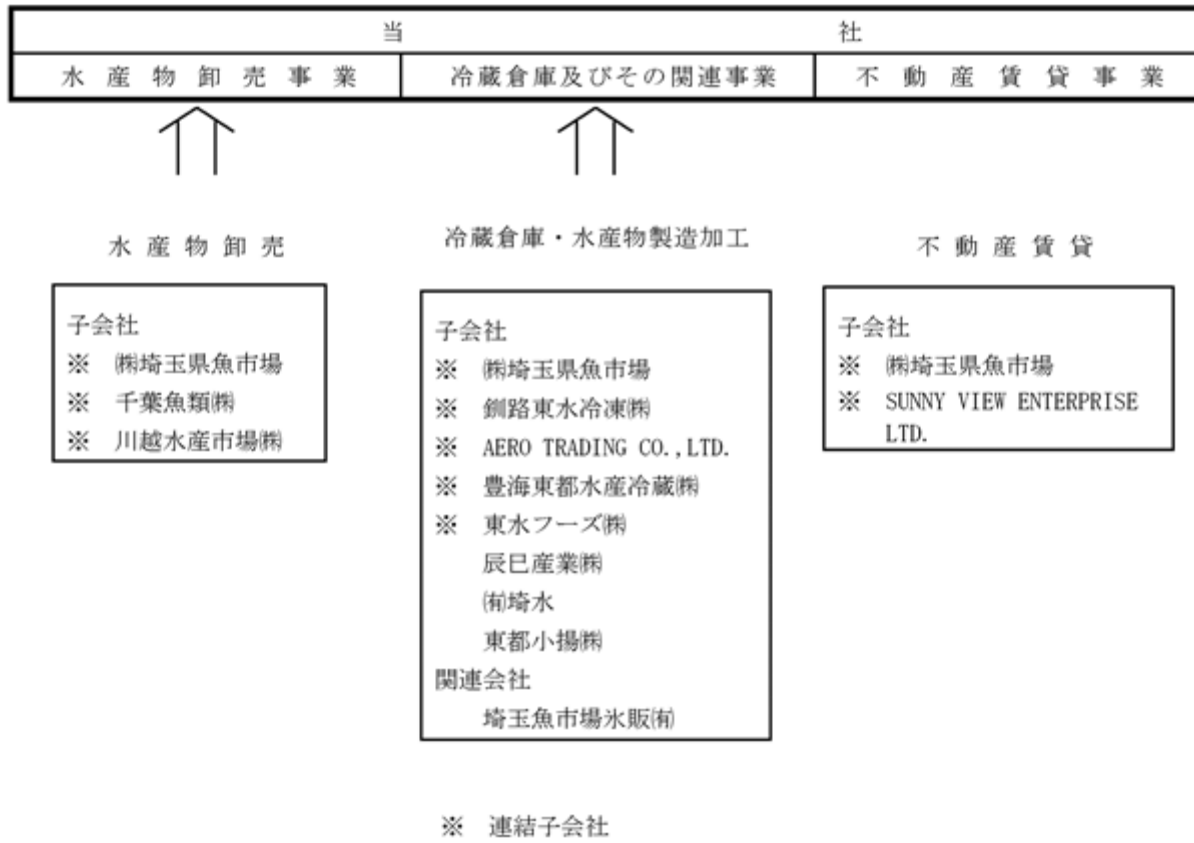 当社
水産物卸売事業
冷蔵倉庫及びその関連事業
不動産賃貸事業
水産物卸売
子会社
※ ㈱埼玉県魚市場
※ 千葉魚類㈱
※ 川越水産市場㈱
冷蔵倉庫・水産物製造加工
子会社
※ ㈱埼玉県魚市場
※ 釧路東水冷凍㈱
※ AERO TRADING CO.,LTD.
※ 豊海東都水産冷蔵㈱
※ 東水フーズ㈱
辰巳産業㈱
㈲埼水
東都小揚㈱
関連会社
埼玉魚市場氷販㈲
不動産賃貸
子会社
※ ㈱埼玉県魚市場
※ SUNNY VIEW ENTERPRISE
LTD.
※ 連結子会社